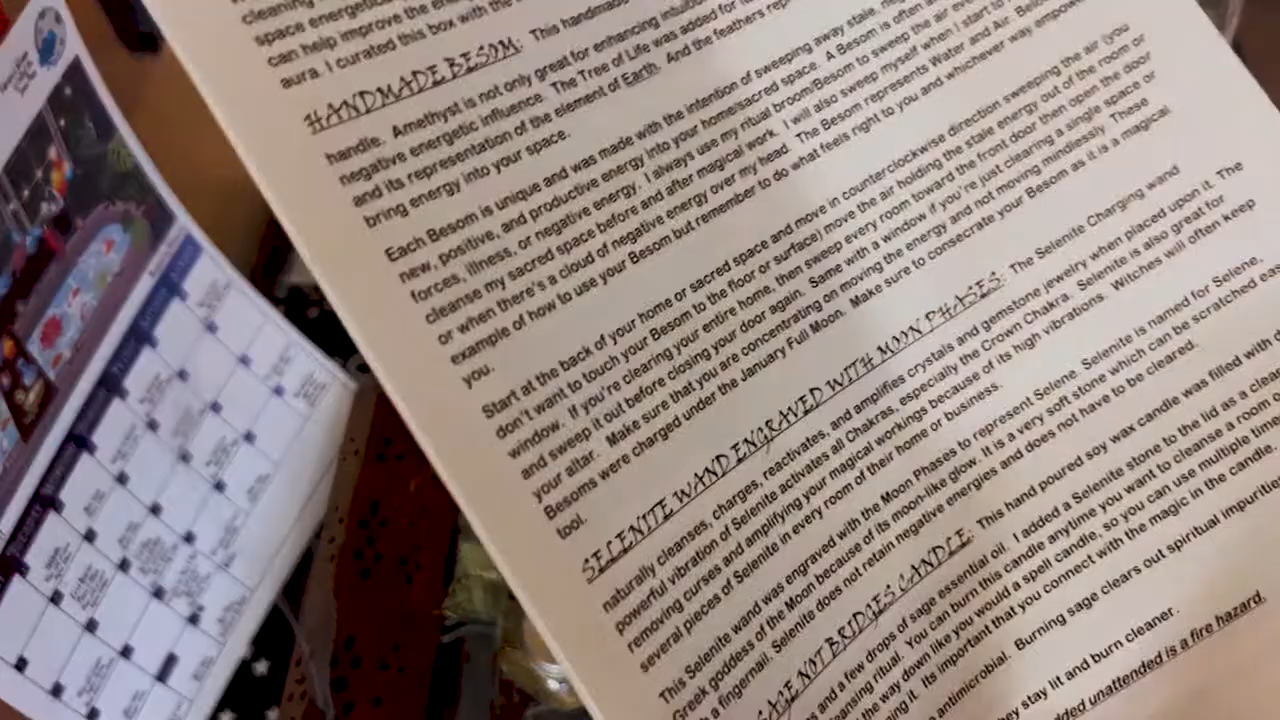 cleaning
space energetic
can help improve the en
aura. I curated this box with the
HANDMADE BESOM: This handmade
handle. Amethyst is not only great for enhancing intuit
negative energetic influence. The Tree of Life was added for its
and its representation of the element of Earth. And the feathers rep
bring energy into your space.
Each Besom is unique and was made with the intention of sweeping away stale, neg
new, positive, and productive energy into your home/sacred space. A Besom is often a
forces, illness, or negative energy. I always use my ritual broom/Besom to sweep the air ever
cleanse my sacred space before and after magical work. I will also sweep myself when I start to
or when there's a cloud of negative energy over my head. The Besom represents Water and Air. Belo
example of how to use your Besom but remember to do what feels right to you and whichever way empower
you.
Start at the back of your home or sacred space and move in counterclockwise direction sweeping the air (you
don't want to touch your Besom to the floor or surface) move the air holding the stale energy out of the room or
window. If you're clearing your entire home, then sweep every room toward the front door then open the door
and sweep it out before closing your door again. Same with a window if you're just clearing a single space or
your altar. Make sure that you are concentrating on moving the energy and not moving mindlessly. These
Besoms were charged under the January Full Moon. Make sure to consecrate your Besom as it is a magical
tool.
SELENITE WAND ENGRAVED WITH MOON PHASES: The Selenite Charging wand
naturally cleanses, charges, reactivates, and amplifies crystals and gemstone jewelry when placed upon it. The
powerful vibration of Selenite activates all Chakras, especially the Crown Chakra. Selenite is also great for
removing curses and amplifying your magical workings because of its high vibrations. Witches will often keep
several pieces of Selenite in every room of their home or business.
This Selenite wand was engraved with the Moon Phases to represent Selene. Selenite is named for Selene,
Greek goddess of the Moon because of its moon-like glow. It is a very soft stone which can be scratched eas
h a fingernail. Selenite does not retain negative energies and does not have to be cleared.
SAGE NOT BRIDGES CANDLE: This hand poured soy wax candle was filled with
s and a few drops of sage essential oil. I added a Selenite stone to the lid as a clea
eansing ritual. You can burn this candle anytime you want to cleanse a room o
the way down like you would a spell candle, so you can use multiple time
ing it. Its important that you connect with the magic in the candle.
antimicrobial. Burning sage clears out spiritual impurities
hey stay lit and burn cleaner.
ded unattended is a fire hazard.